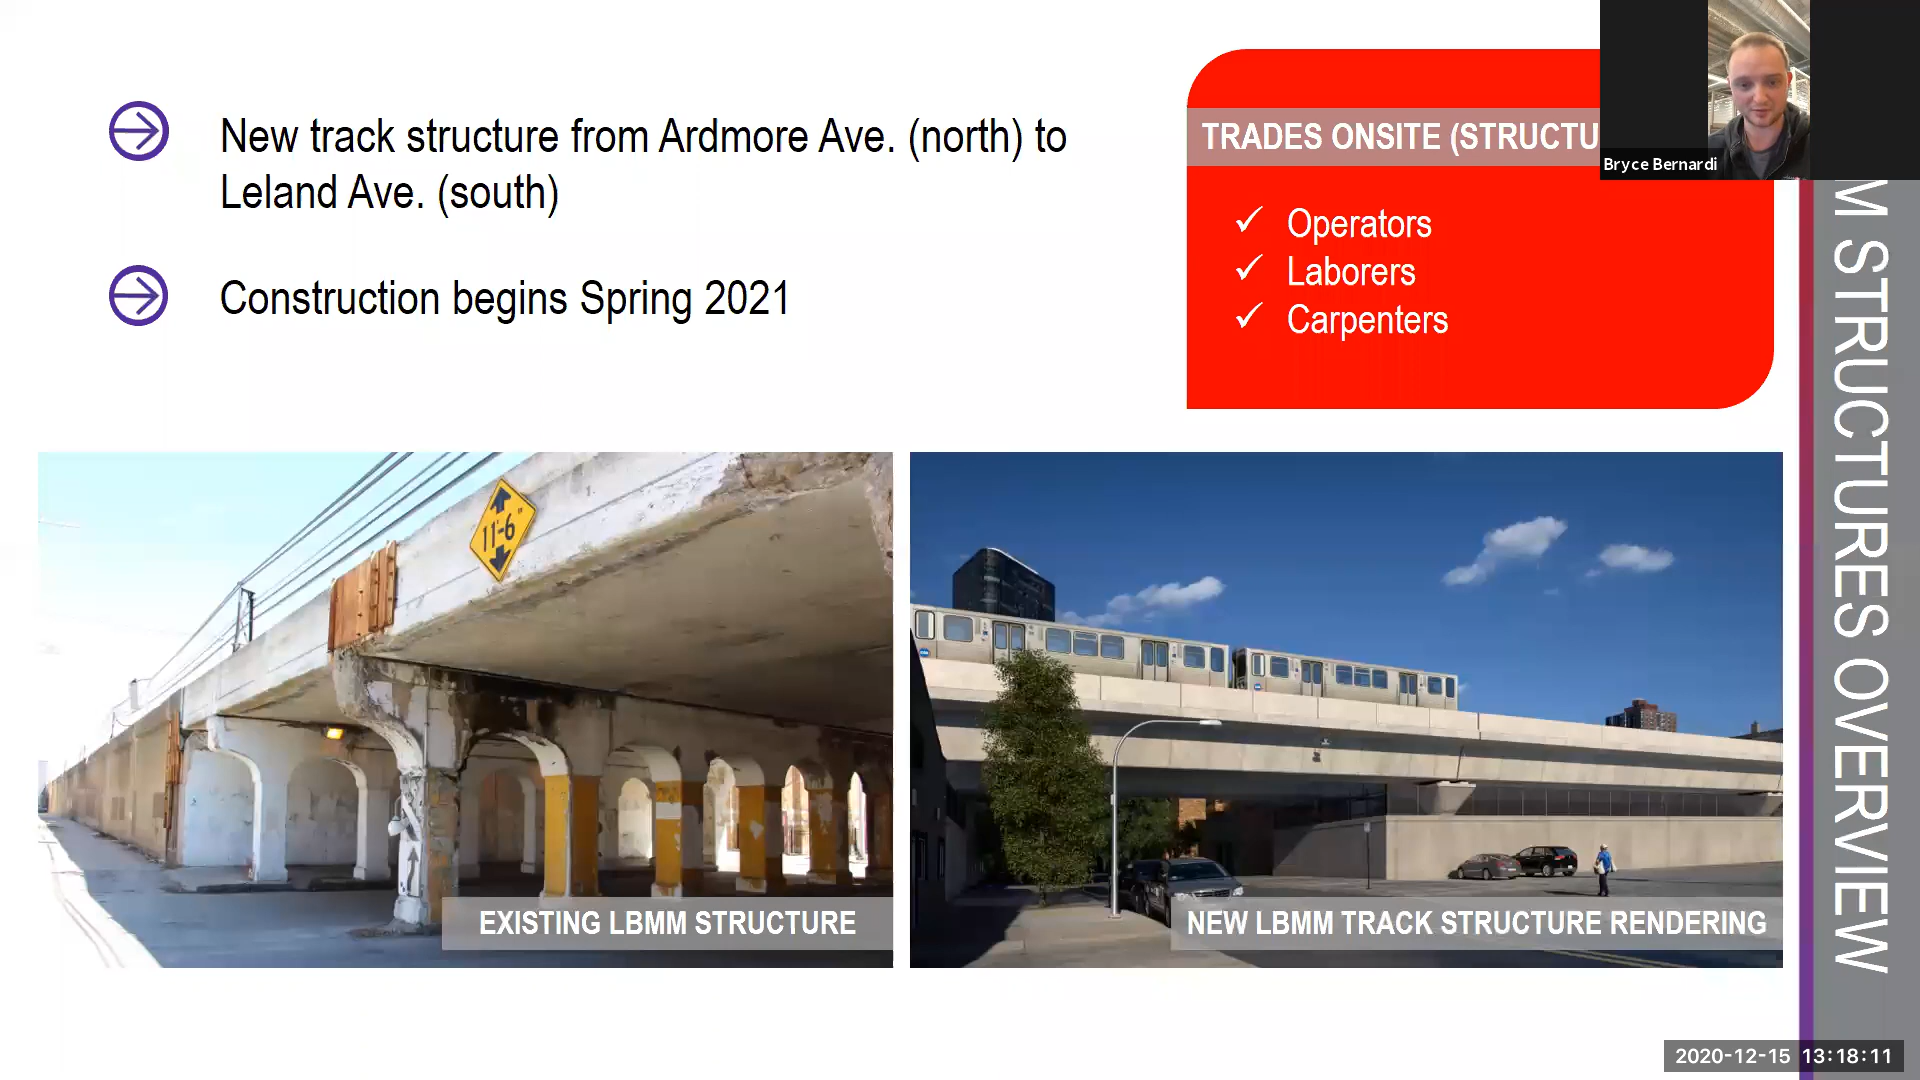 New track structure from Ardmore Ave. (north) to
Leland Ave. (south)
Construction begins Spring 2021
TRADES ONSITE (STRUCTU
Operators
Laborers
Carpenters
Bryce Bernardi
11'-6"
EXISTING LBMM STRUCTURE
NEW LBMM TRACK STRUCTURE RENDERING
M STRUCTURES OVERVIEW
2020-12-15 13:18:11